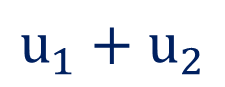 u₁ + u₂